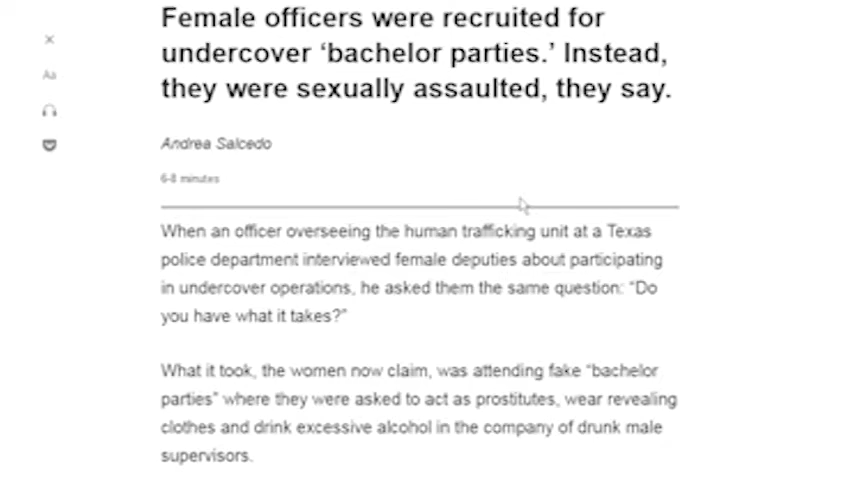 Female officers were recruited for
undercover ‘bachelor parties.’ Instead,
they were sexually assaulted, they say.
Aa
Andrea Salcedo
6-8 minutes
When an officer overseeing the human trafficking unit at a Texas
police department interviewed female deputies about participating
in undercover operations, he asked them the same question: “Do
you have what it takes?”
What it took, the women now claim, was attending fake “bachelor
parties” where they were asked to act as prostitutes, wear revealing
clothes and drink excessive alcohol in the company of drunk male
supervisors.